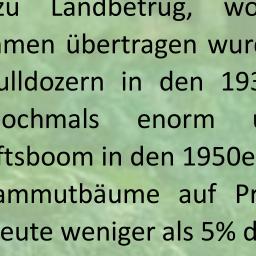 zu Landbetrug, wo
amen übertragen wurd
ulldozern in den 193
ochmals enorm
ftsboom in den 1950e
ammutbäume auf Pr
eute weniger als 5% d